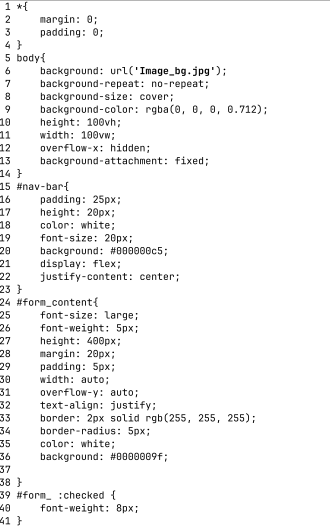 1 *{
2     margin: 0;
3     padding: 0;
4 }
5 body{
6     background: url('Image_bg.jpg');
7     background-repeat: no-repeat;
8     background-size: cover;
9     background-color: rgba(0, 0, 0, 0.712);
10     height: 100vh;
11     width: 100vw;
12     overflow-x: hidden;
13     background-attachment: fixed;
14 }
15 #nav-bar{
16     padding: 25px;
17     height: 20px;
18     color: white;
19     font-size: 20px;
20     background: #000000c5;
21     display: flex;
22     justify-content: center;
23 }
24 #form_content{
25     font-size: large;
26     font-weight: 5px;
27     height: 400px;
28     margin: 20px;
29     padding: 5px;
30     width: auto;
31     overflow-y: auto;
32     text-align: justify;
33     border: 2px solid rgb(255, 255, 255);
34     border-radius: 5px;
35     color: white;
36     background: #0000009f;
37
38 }
39 #form_ :checked {
40     font-weight: 8px;
41 }